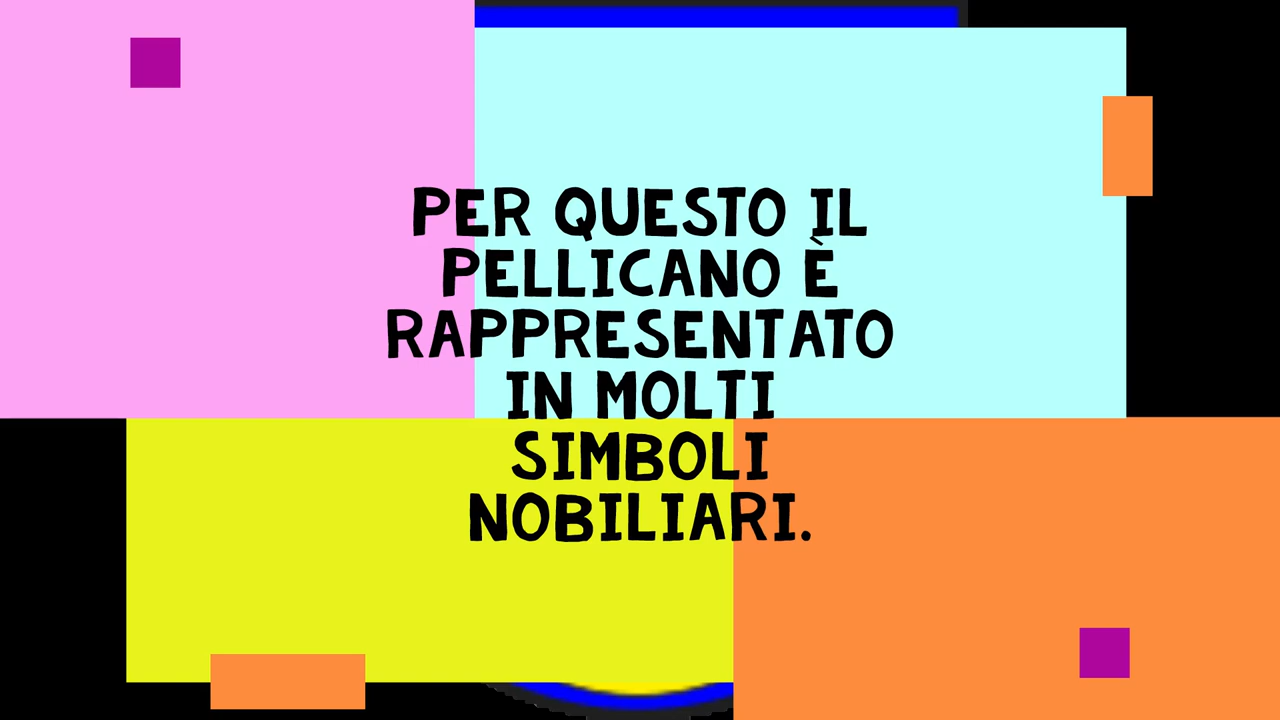 PER QUESTO IL
PELLICANO È
RAPPRESENTATO
IN MOLTI
SIMBOLI
NOBILIARI.